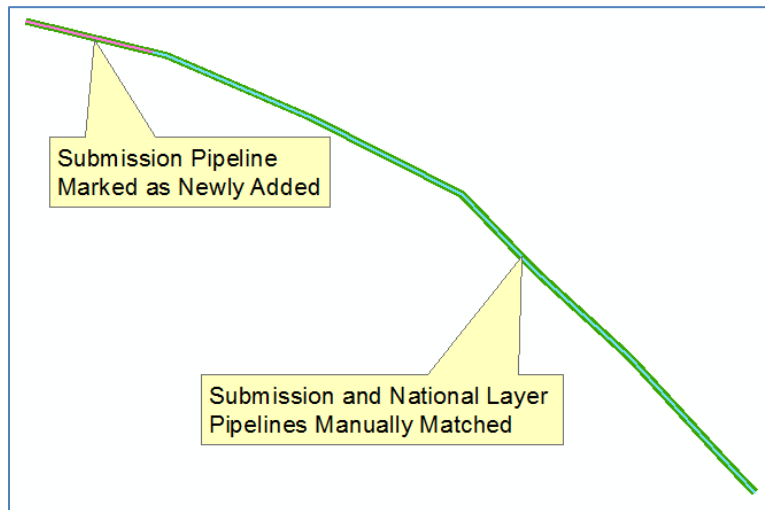 Submission Pipeline
Marked as Newly Added
Submission and National Layer
Pipelines Manually Matched